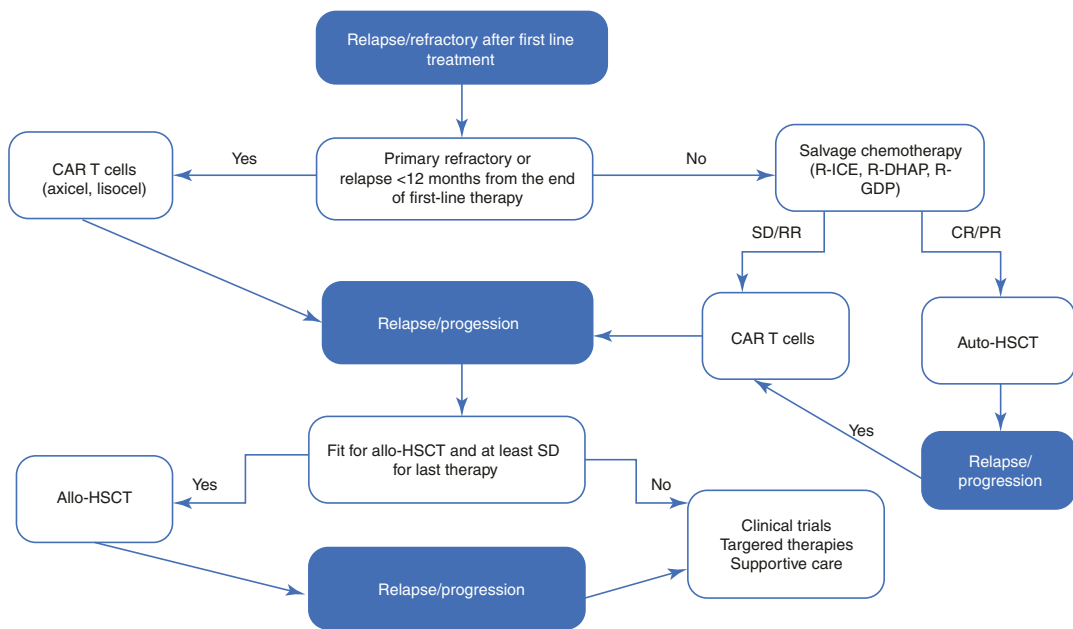 Relapse/refractory after first line
treatment
CAR T cells
(axicel, lisocel)
Yes
Primary refractory or
relapse <12 months from the end
of first-line therapy
No
Salvage chemotherapy
(R-ICE, R-DHAP, R-
GDP)
SD/RR
CR/PR
Relapse/progession
CAR T cells
Auto-HSCT
Yes
Relapse/
progression
Fit for allo-HSCT and at least SD
for last therapy
Yes
No
Allo-HSCT
Clinical trials
Targered therapies
Supportive care
Relapse/progression